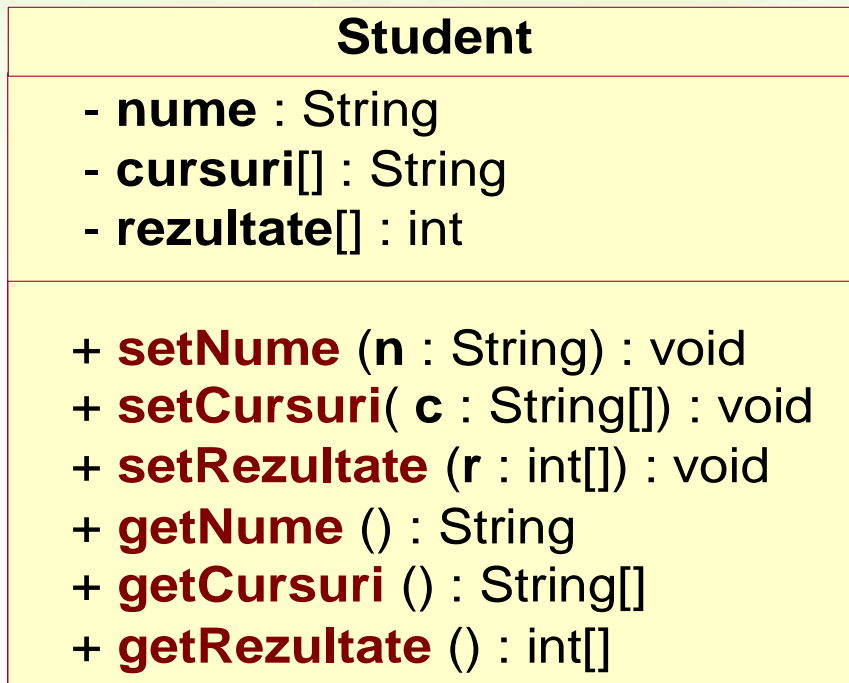 Student
- nume : String
- cursuri[] : String
- rezultate[] : int
+ setNume (n : String) : void
+ setCursuri( c : String[]) : void
+ setRezultate (r : int[]) : void
+ getNume () : String
+ getCursuri () : String[]
+ getRezultate () : int[]